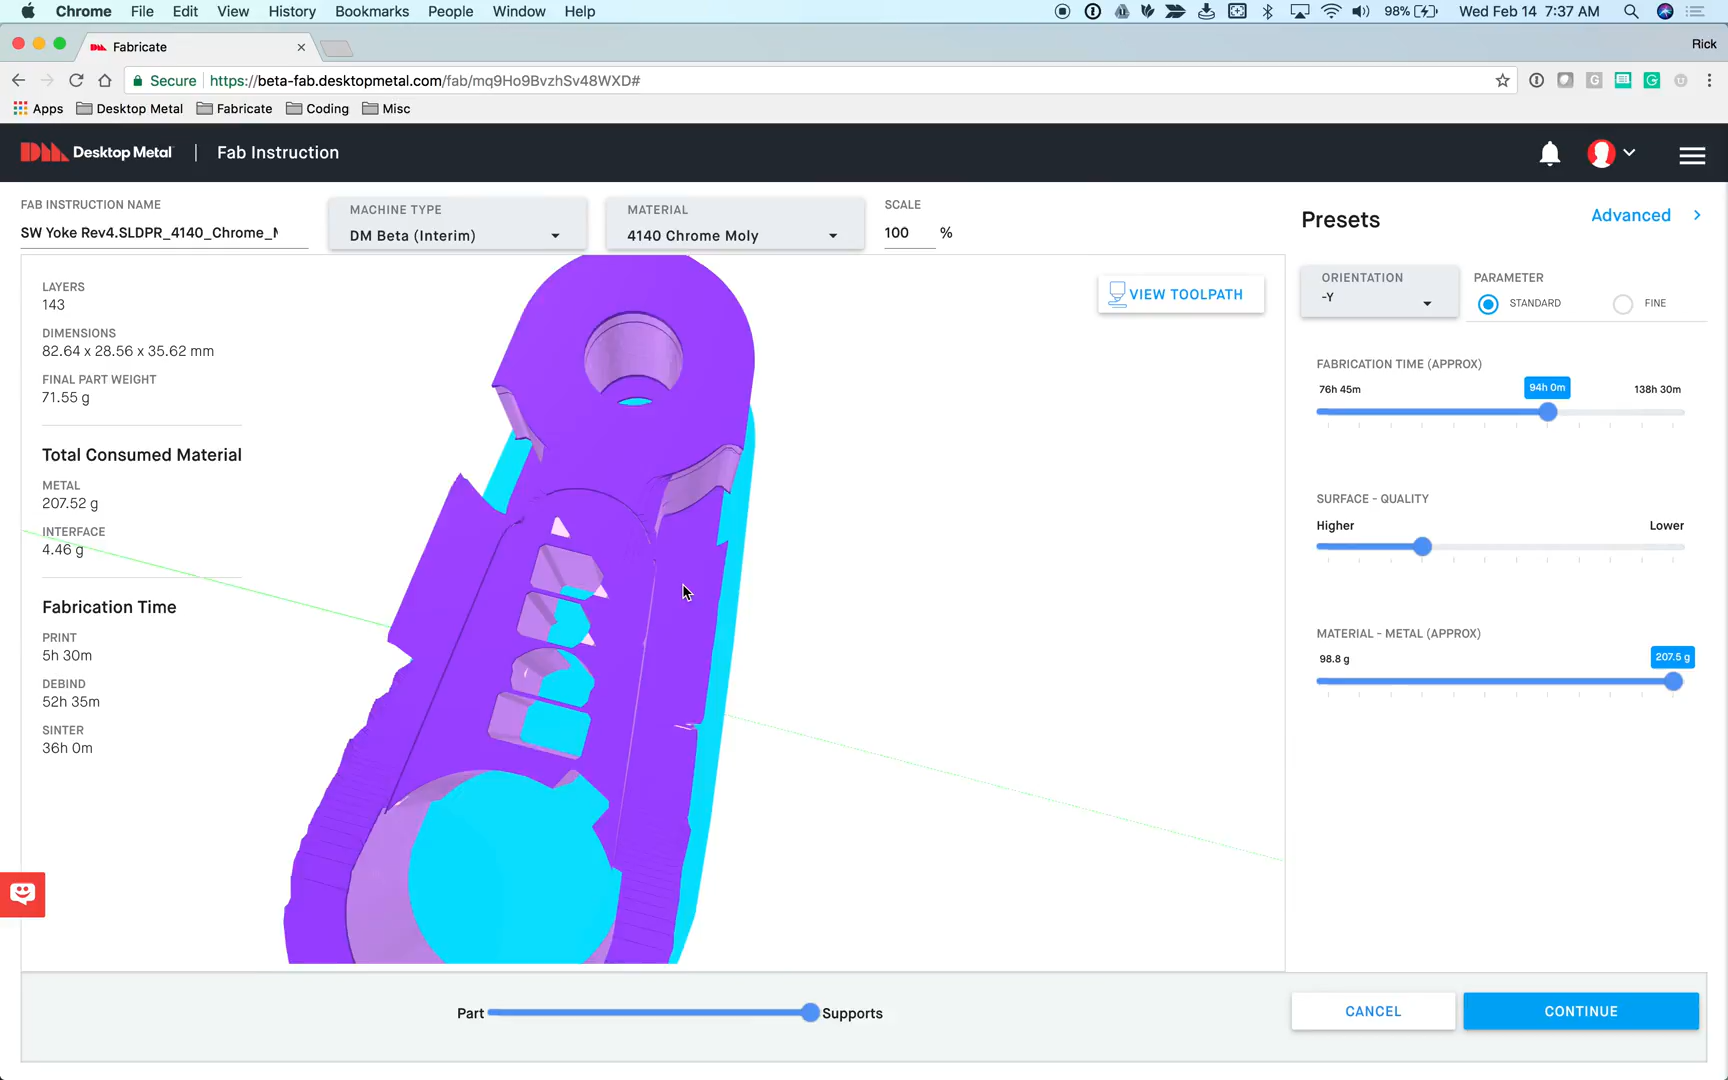 Chrome File Edit View History Bookmarks People Window Help 98% Wed Feb 14 7:37 AM
Fabricate Rick
Secure https://beta-fab.desktopmetal.com/fab/mq9Ho9BvzhSv48WXD#
Apps Desktop Metal Fabricate Coding Misc
DM Desktop Metal | Fab Instruction
FAB INSTRUCTION NAME
SW Yoke Rev4.SLDPR_4140_Chrome_
MACHINE TYPE
DM Beta (Interim)
MATERIAL
4140 Chrome Moly
SCALE
100 %
Presets
Advanced
LAYERS
143
DIMENSIONS
82.64 x 28.56 x 35.62 mm
FINAL PART WEIGHT
71.55 g
Total Consumed Material
METAL
207.52 g
INTERFACE
4.46 g
Fabrication Time
PRINT
5h 30m
DEBIND
52h 35m
SINTER
36h 0m
VIEW TOOLPATH
ORIENTATION
-Y
PARAMETER
STANDARD FINE
FABRICATION TIME (APPROX)
76h 45m 94h 0m 138h 30m
SURFACE - QUALITY
Higher Lower
MATERIAL - METAL (APPROX)
98.8 g 207.5 g
Part Supports
CANCEL
CONTINUE